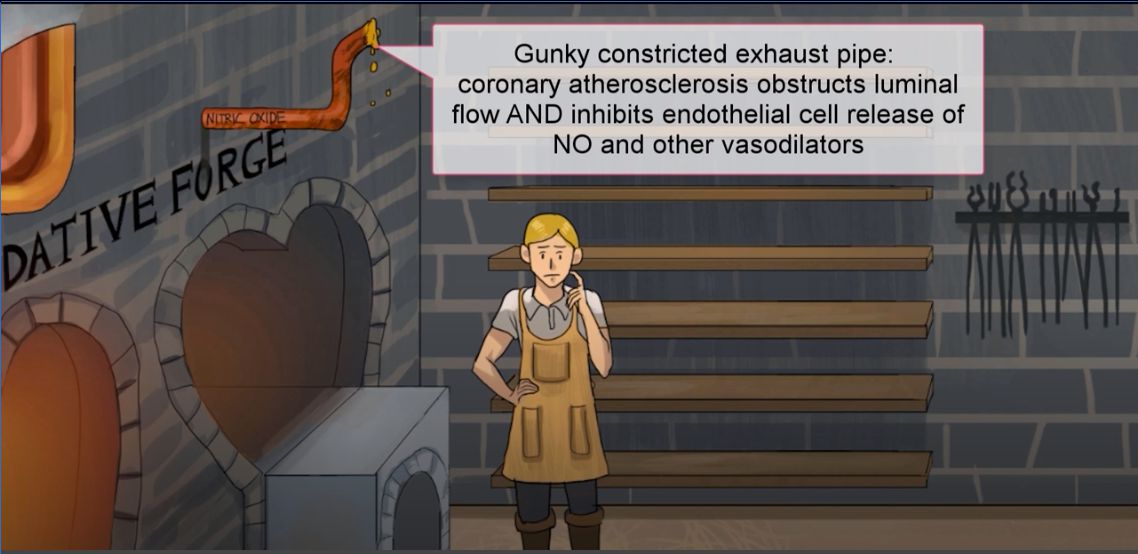 Gunky constricted exhaust pipe:
coronary atherosclerosis obstructs luminal
flow AND inhibits endothelial cell release of
NO and other vasodilators
NITRIC OXIDE
DATIVE FORGE